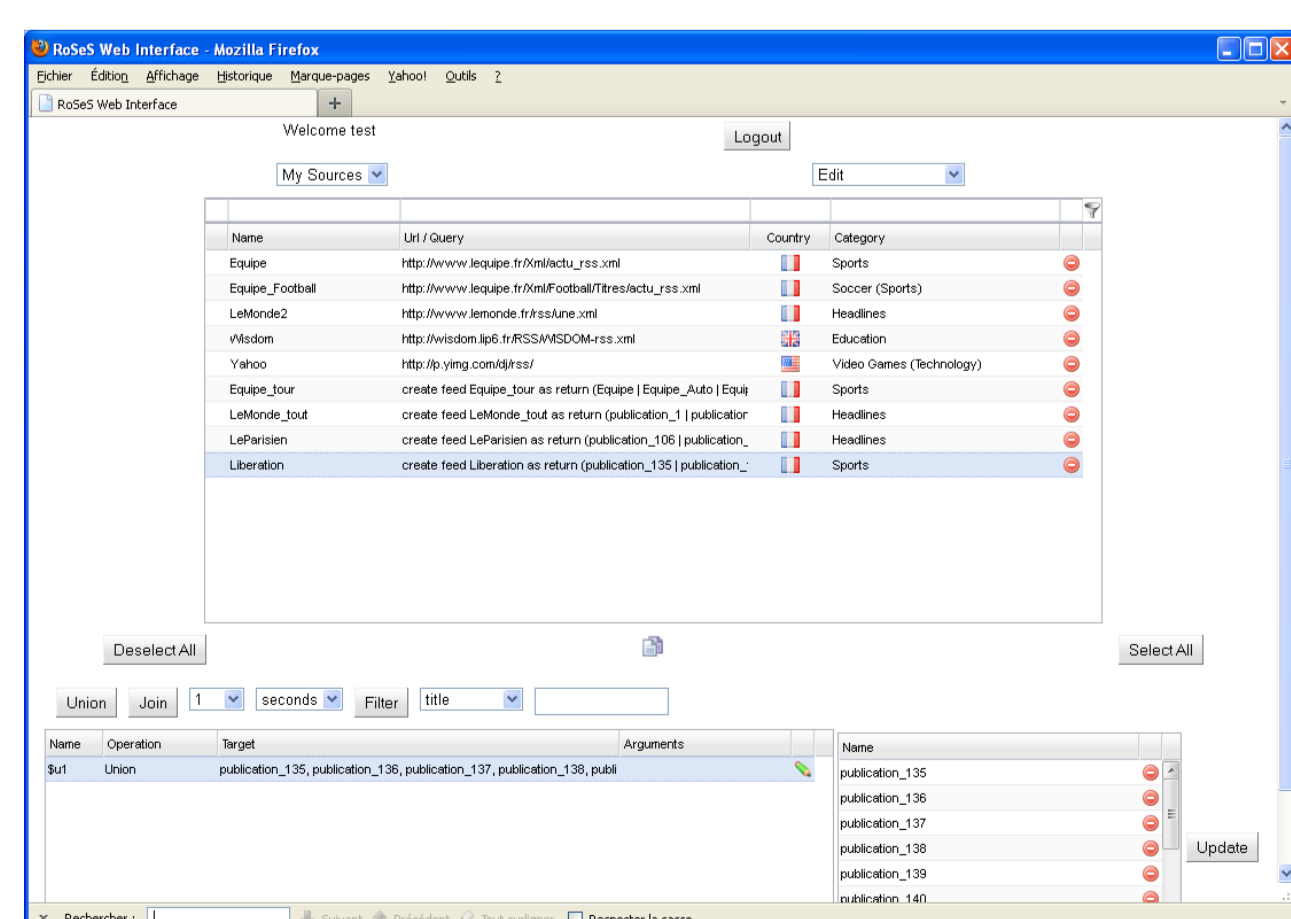 RoSeS Web Interface - Mozilla Firefox
Fichier Édition Affichage Historique Marque-pages Yahoo! Outils ?
RoSeS Web Interface +
Welcome test Logout
My Sources Edit
Name Url / Query Country Category
Equipe http://www.lequipe.fr/Xml/actu_rss.xml Sports
Equipe_Football http://www.lequipe.fr/Xml/Football/Titres/actu_rss.xml Soccer (Sports)
LeMonde2 http://www.lemonde.fr/rss/une.xml Headlines
Wisdom http://wisdom.lip6.fr/RSS/WISDOM-rss.xml Education
Yahoo http://p.yimg.com/dj/rss/ Video Games (Technology)
Equipe_tour create feed Equipe_tour as return (Equipe | Equipe_Auto | Equip Sports
LeMonde_tout create feed LeMonde_tout as return (publication_1 | publication Headlines
LeParisien create feed LeParisien as return (publication_106 | publication_ Headlines
Liberation create feed Liberation as return (publication_135 | publication_ Sports
Deselect All Select All
Union Join 1 seconds Filter title
Name Operation Target Arguments Name
$u1 Union publication_135, publication_136, publication_137, publication_138, publi publication_135
publication_136
publication_137
publication_138 Update
publication_139
publication_140
Rechercher : Suivant Précédent Tout surligner Respecter la casse